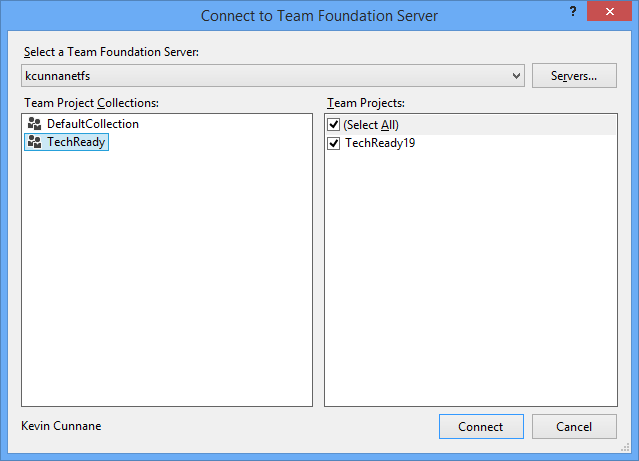 Connect to Team Foundation Server
?
Select a Team Foundation Server:
kcunnanetfs
Servers...
Team Project Collections:
Team Projects:
DefaultCollection
(Select All)
TechReady
TechReady19
Kevin Cunnane
Connect
Cancel